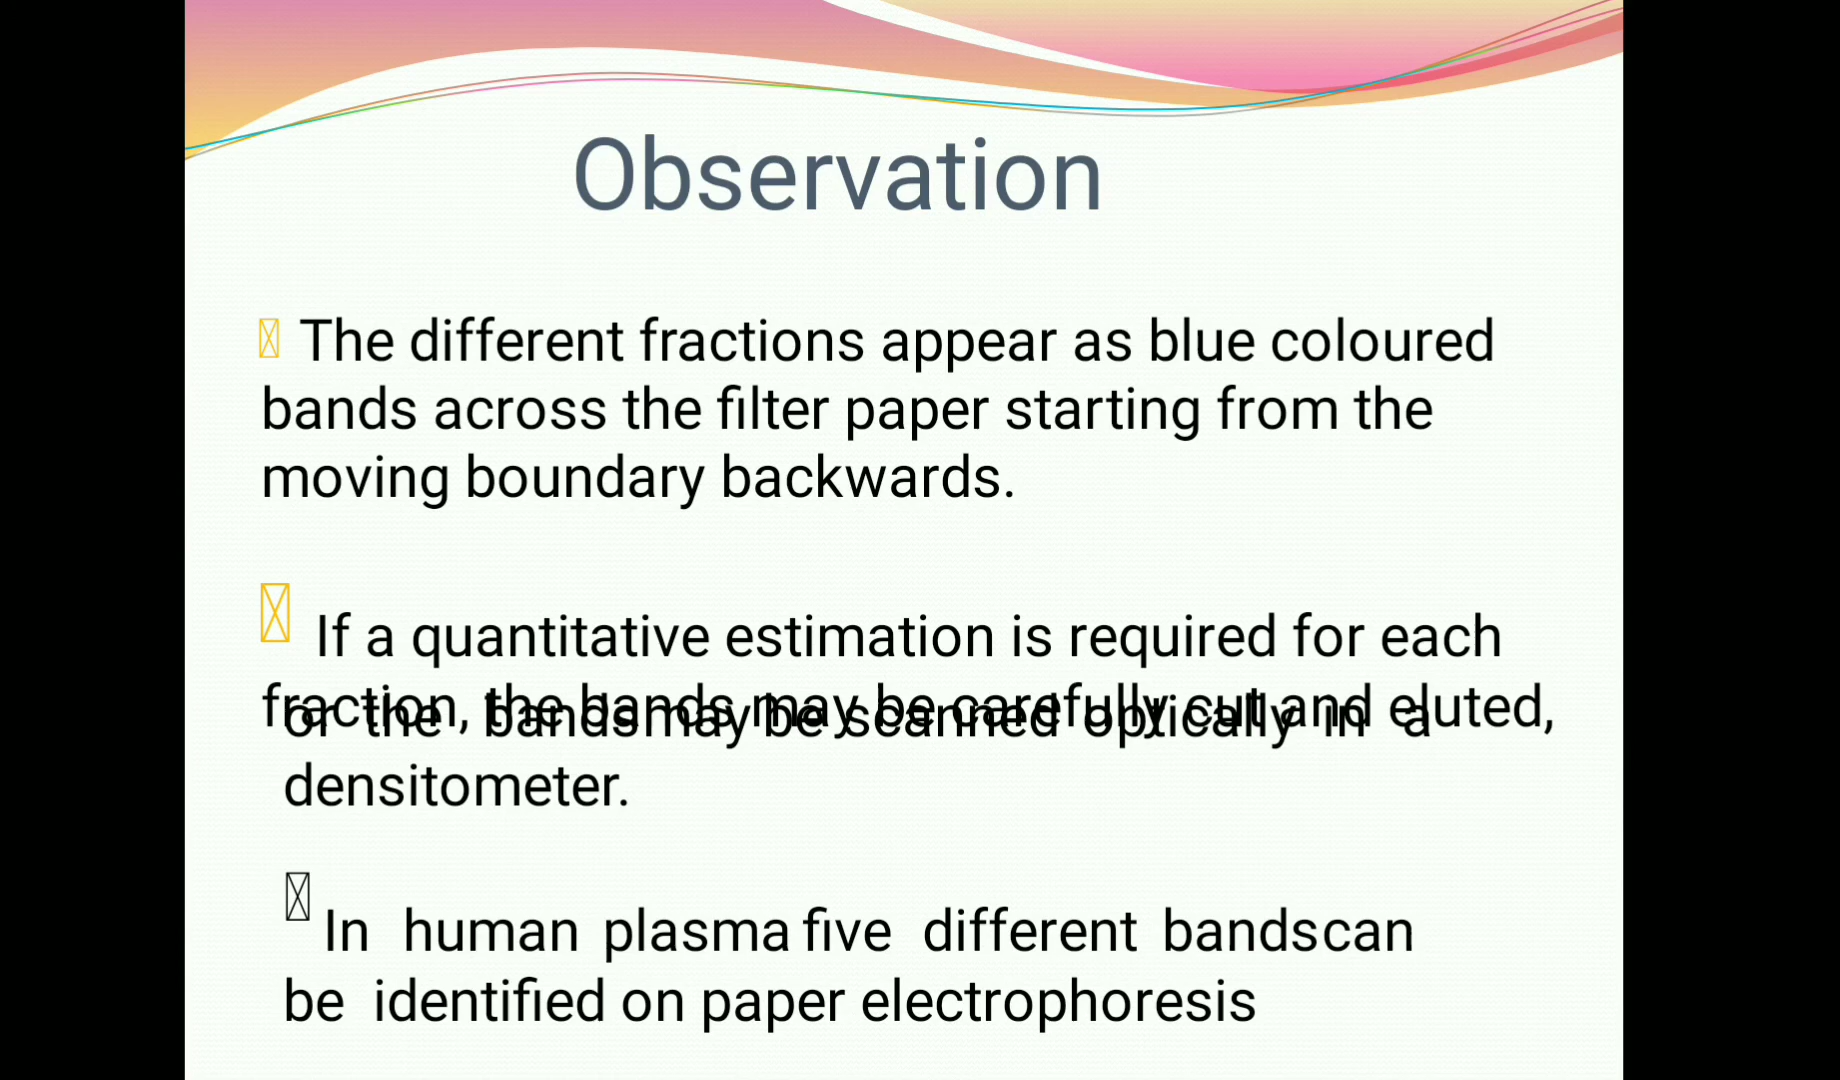 Observation
The different fractions appear as blue coloured
bands across the filter paper starting from the
moving boundary backwards.
If a quantitative estimation is required for each
fraction, the bands may be carefully cut and eluted,
or the bandsmay be scanned optically in a
densitometer.
In human plasma five different bandscan
be identified on paper electrophoresis